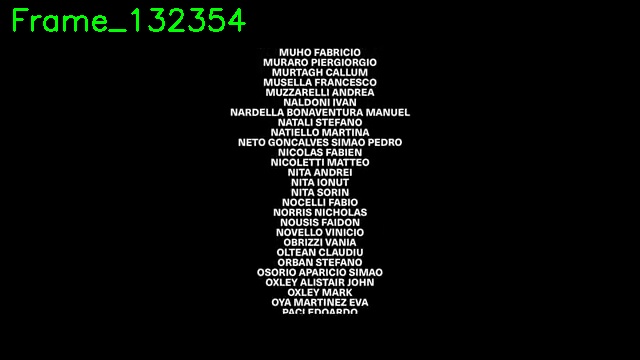 Frame_132354
MUHO FABRICIO
MURARO PIERGIORGIO
MURTAGH CALLUM
MUSELLA FRANCESCO
MUZZARELLI ANDREA
NALDONI IVAN
NARDELLA BONAVENTURA MANUEL
NATALI STEFANO
NATIELLO MARTINA
NETO GONCALVES SIMAO PEDRO
NICOLAS FABIEN
NICOLETTI MATTEO
NITA ANDREI
NITA IONUT
NITA SORIN
NOCELLI FABIO
NORRIS NICHOLAS
NOUSIS FAIDON
NOVELLO VINICIO
OBRIZZI VANIA
OLTEAN CLAUDIU
ORBAN STEFANO
OSORIO APARICIO SIMAO
OXLEY ALISTAIR JOHN
OXLEY MARK
OYA MARTINEZ EVA
PACI EDOARDO